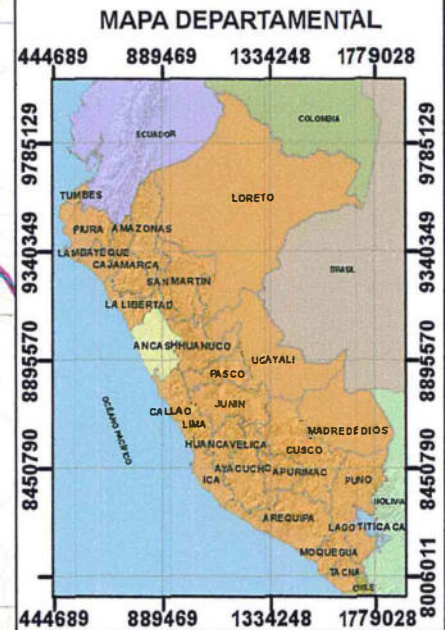 MAPA DEPARTAMENTAL
444689 889469 1334248 1779028
9785129 9785129
9340349 9340349
8895570 8895570
8450790 8450790
8006011
ECUADOR
COLOMBIA
TUMBES
LORETO
PIURA AMAZONAS
LAMBAYEQUE
CAJAMARCA
BRASIL
SAN MARTIN
LA LIBERTAD
ANCASH HUANUCO
UCAYALI
PASCO
OCÉANO PACÍFICO
CALLAO
JUNIN
LIMA
MADRE DE DIOS
HUANCAVELICA
CUSCO
AYACUCHO APURIMAC
ICA
PUNO
BOLIVIA
AREQUIPA
LAGO TITICACA
MOQUEGUA
TACNA
CHILE
444689 889469 1334248 1779028